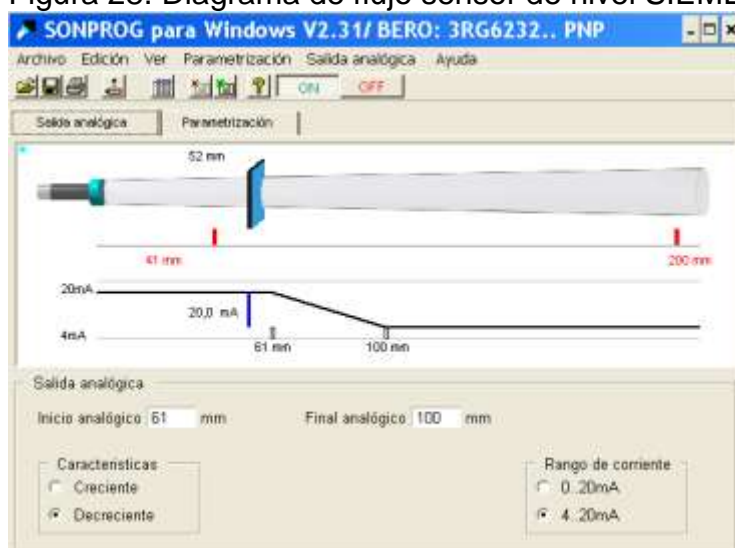 Figura 28. Diagrama de flujo sensor de nivel SIEME
SONPROG para Windows V2.31/ BERO: 3RG6232.. PNP
Archivo Edición Ver Parametrización Salida analógica Ayuda
ON OFF
Salida analógica Parametrización
52 mm
41 mm 200 mm
20mA
20,0 mA
4mA
61 mm 100 mm
Salida analógica
Inicio analógico 61 mm Final analógico 100 mm
Características Rango de corriente
Creciente 0..20mA
Decreciente 4..20mA